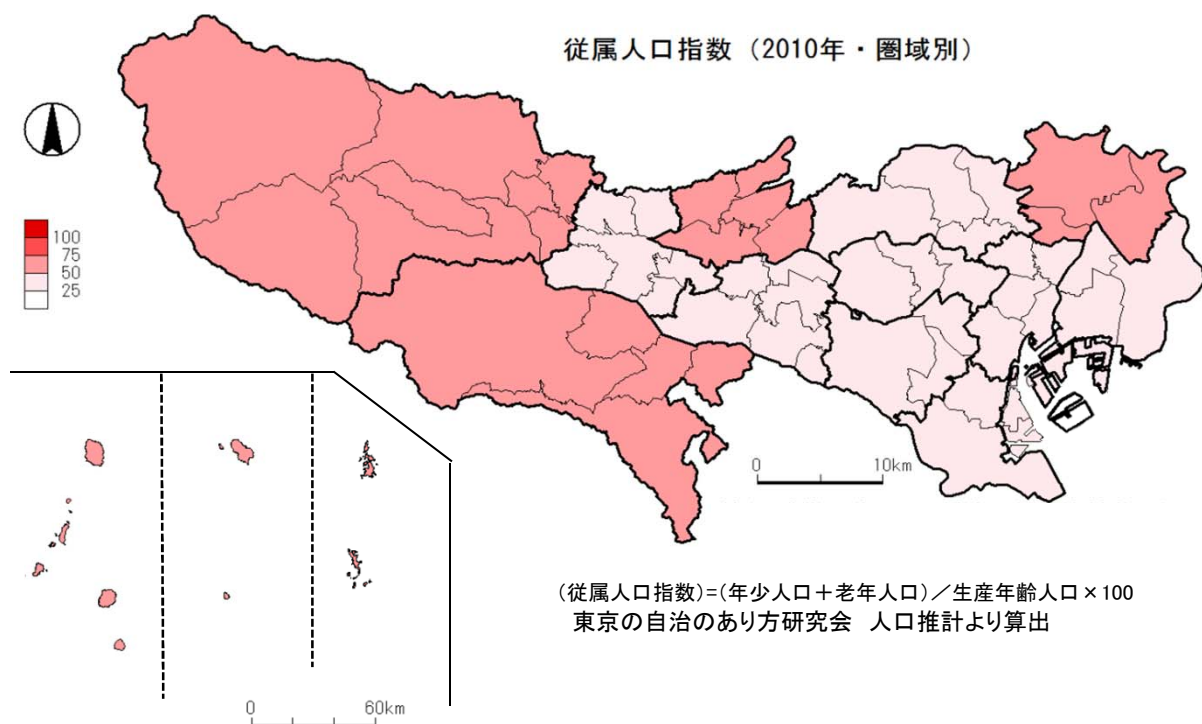 従属人口指数（2010年・圏域別）
100
75
50
25
0 10km
(従属人口指数)=(年少人口＋老年人口)／生産年齢人口×100
東京の自治のあり方研究会　人口推計より算出
0 60km